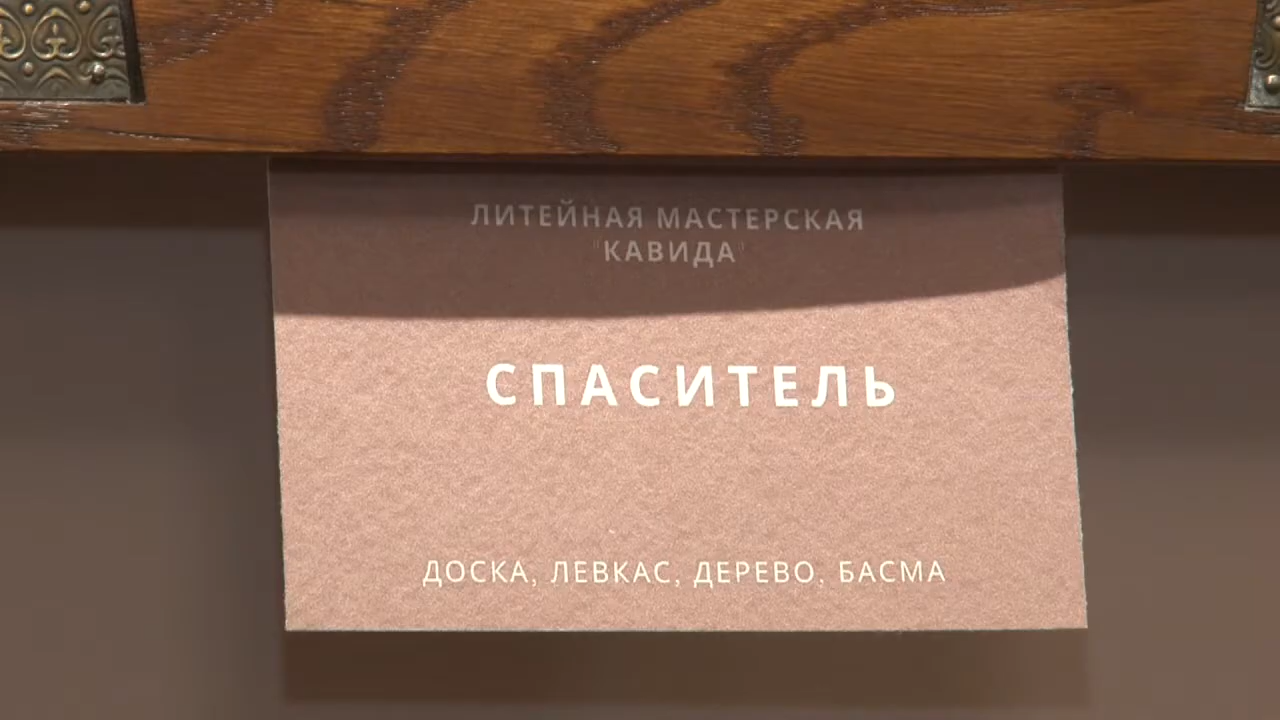 ЛИТЕЙНАЯ МАСТЕРСКАЯ
"КАВИДА"
СПАСИТЕЛЬ
ДОСКА, ЛЕВКАС, ДЕРЕВО, БАСМА